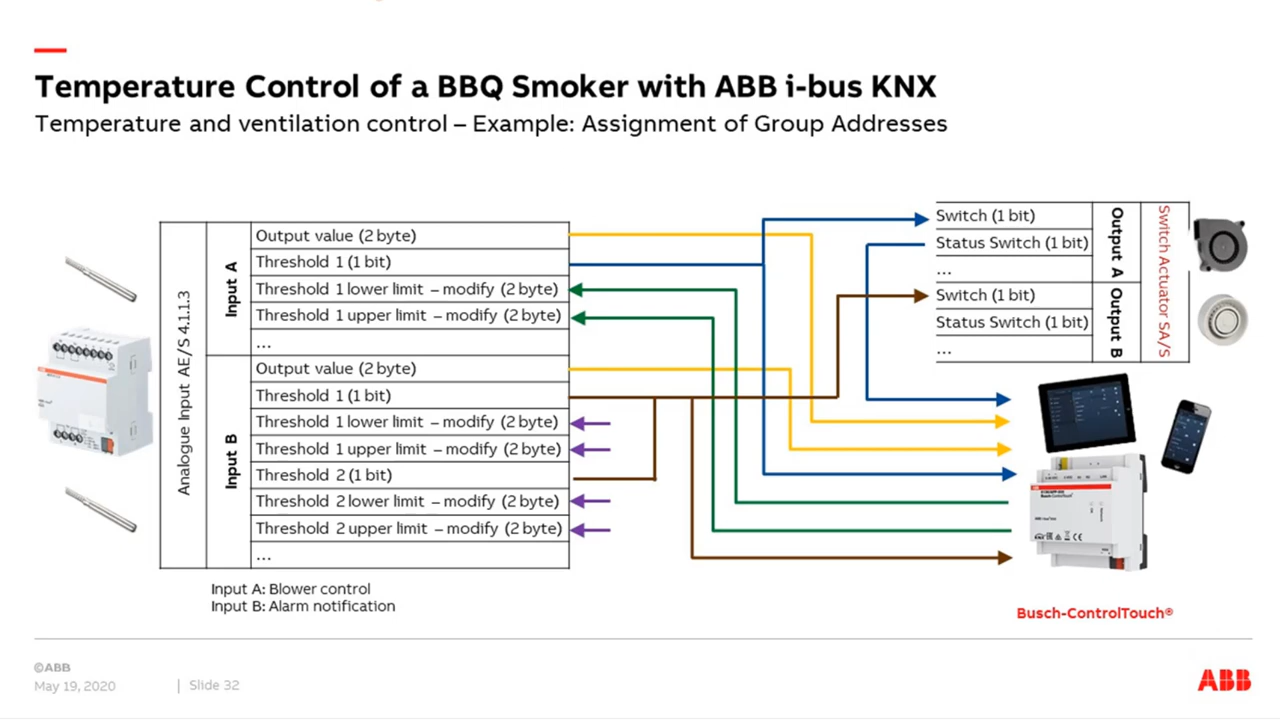 Temperature Control of a BBQ Smoker with ABB i-bus KNX
Temperature and ventilation control – Example: Assignment of Group Addresses
Analogue Input AE/S 4.1.1.3
Input A
Output value (2 byte)
Threshold 1 (1 bit)
Threshold 1 lower limit – modify (2 byte)
Threshold 1 upper limit – modify (2 byte)
...
Input B
Output value (2 byte)
Threshold 1 (1 bit)
Threshold 1 lower limit – modify (2 byte)
Threshold 1 upper limit – modify (2 byte)
Threshold 2 (1 bit)
Threshold 2 lower limit – modify (2 byte)
Threshold 2 upper limit – modify (2 byte)
...
Input A: Blower control
Input B: Alarm notification
Switch (1 bit)
Status Switch (1 bit)
...
Output A
Switch (1 bit)
Status Switch (1 bit)
...
Output B
Switch Actuator SA/S
Busch-ControlTouch®
©ABB
May 19, 2020
| Slide 32
ABB